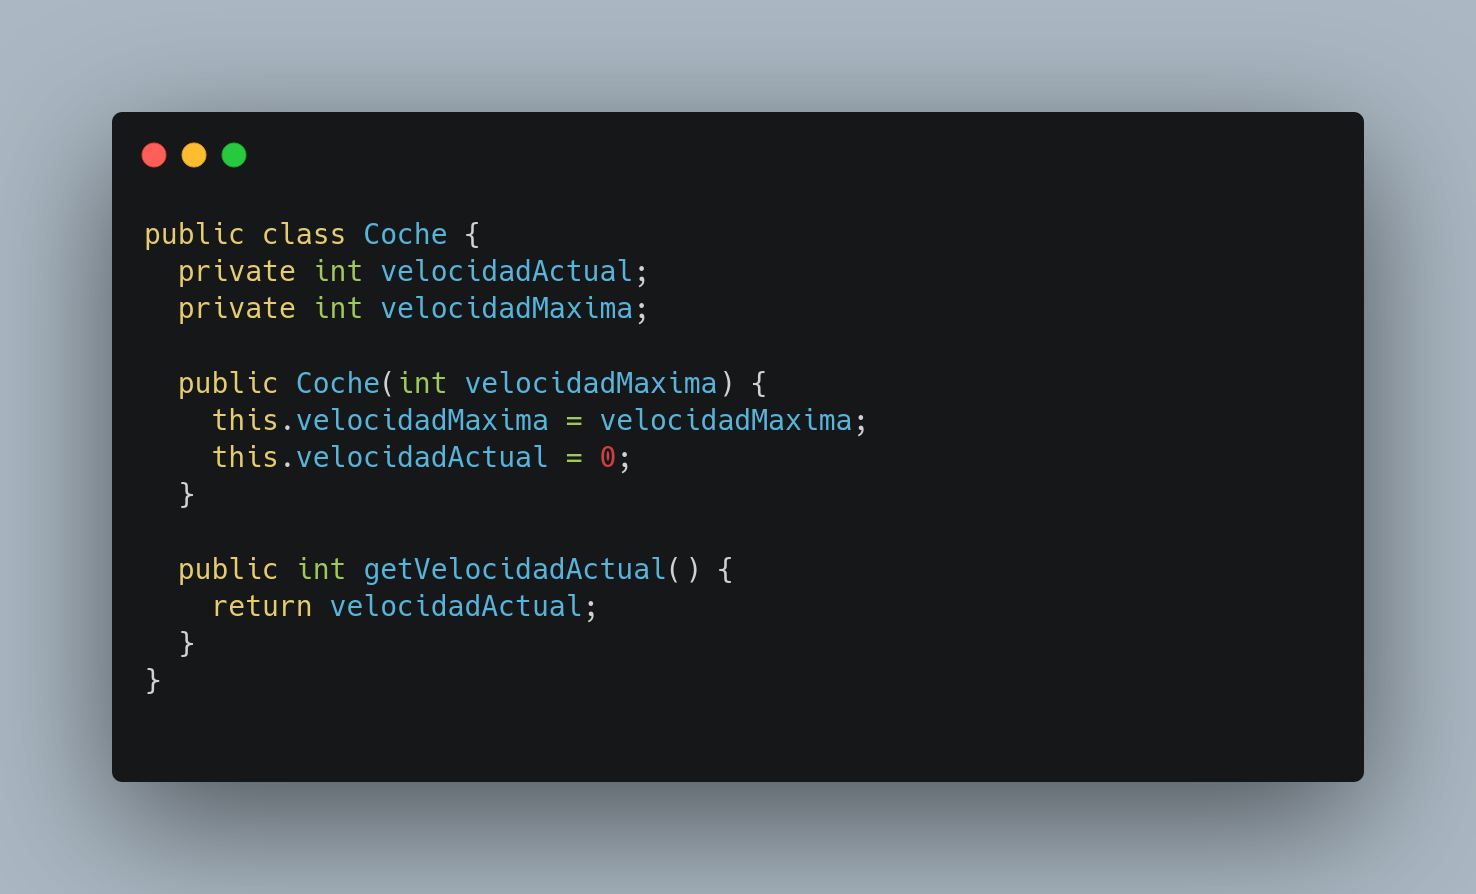 public class Coche {
  private int velocidadActual;
  private int velocidadMaxima;

  public Coche(int velocidadMaxima) {
    this.velocidadMaxima = velocidadMaxima;
    this.velocidadActual = 0;
  }

  public int getVelocidadActual() {
    return velocidadActual;
  }
}